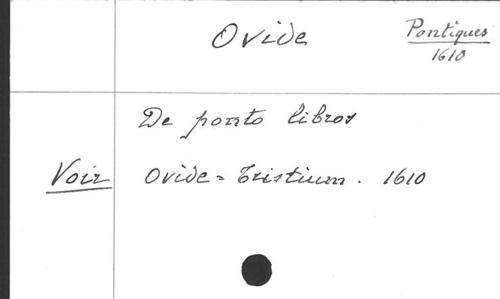 Ovide
Pontiques
1610
De ponto libros
Voir
Ovide = Tristium. 1610